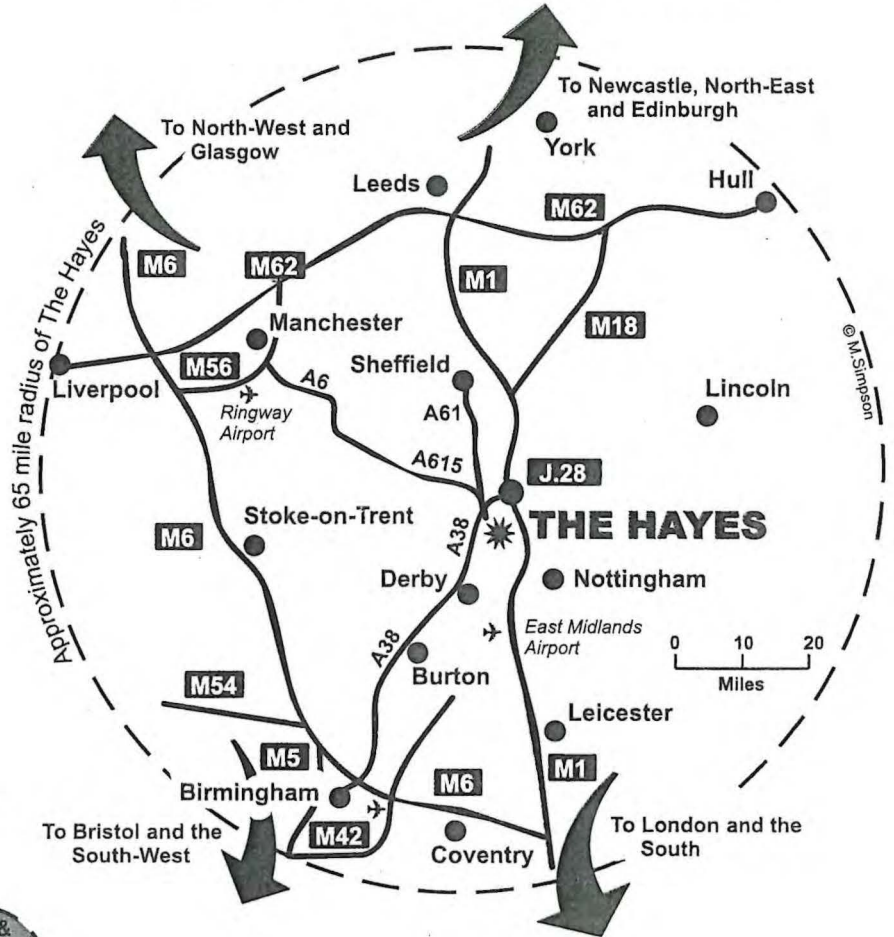 To Newcastle, North-East
and Edinburgh
York
To North-West and
Glasgow
Leeds
Hull
M62
M6
M62
M1
Approximately 65 mile radius of The Hayes
M18
© M.Simpson
Manchester
Liverpool
M56
Sheffield
A6
Ringway
Airport
A61
Lincoln
A615
J.28
M6
Stoke-on-Trent
A38
THE HAYES
Derby
Nottingham
East Midlands
Airport
0 10 20
Miles
A38
Burton
M54
Leicester
M5
M6
M1
Birmingham
To Bristol and the
South-West
M42
Coventry
To London and the
South
&